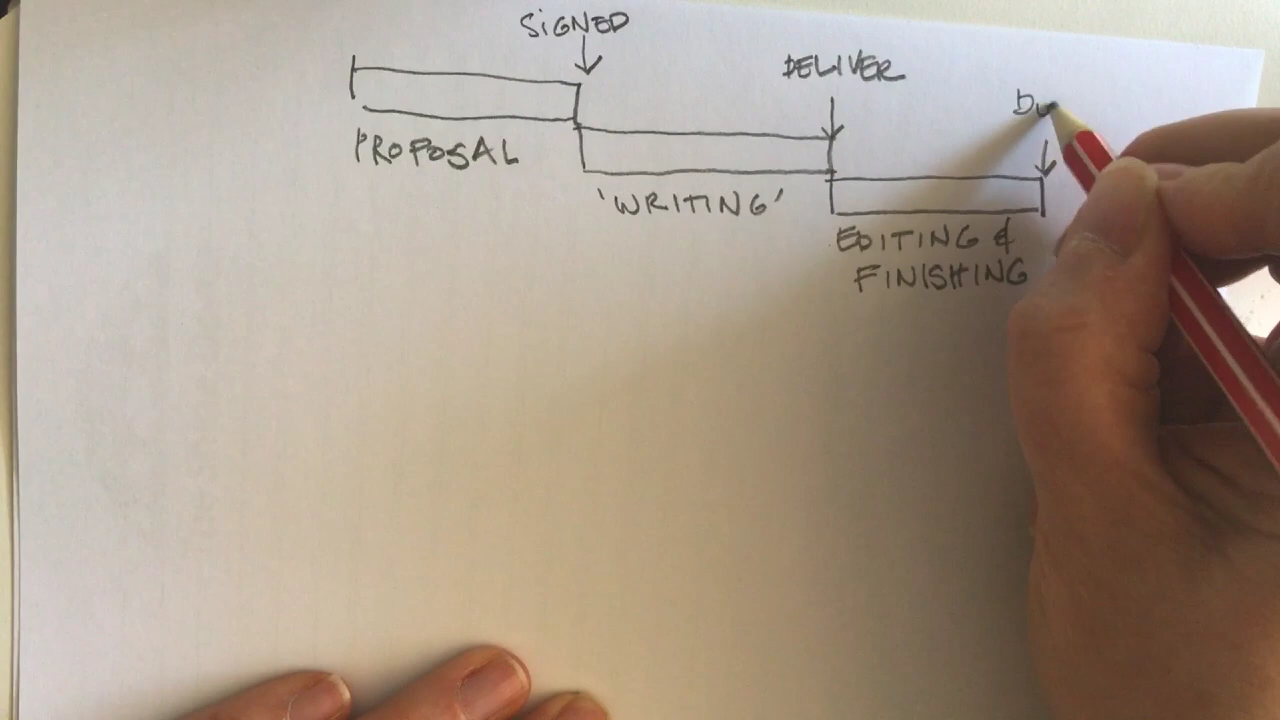 SIGNED
DELIVER
PROPOSAL
'WRITING'
EDITING &
FINISHING